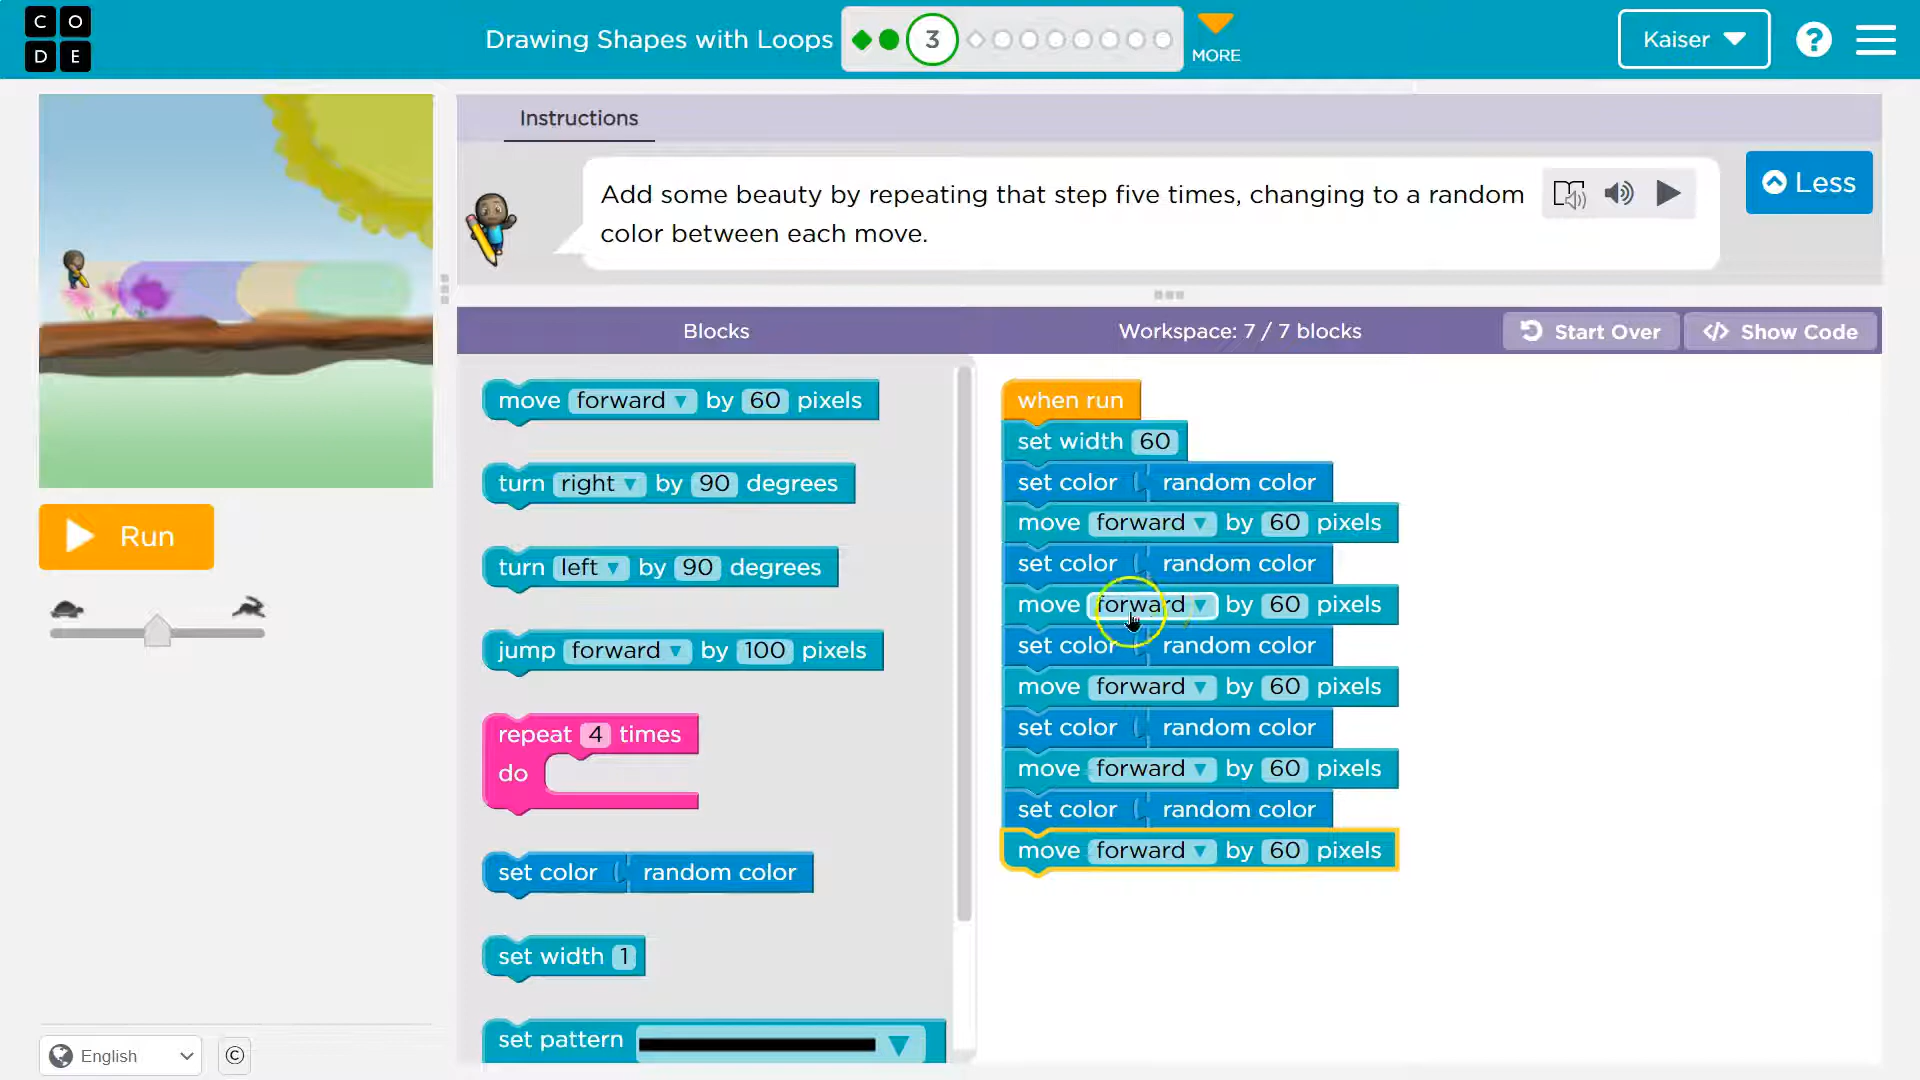 C O
D E
Drawing Shapes with Loops
3
MORE
Kaiser
?
Instructions
Add some beauty by repeating that step five times, changing to a random
color between each move.
Less
Blocks
Workspace: 7 / 7 blocks
Start Over
Show Code
Run
move forward by 60 pixels
turn right by 90 degrees
turn left by 90 degrees
jump forward by 100 pixels
repeat 4 times
do
set color random color
set width 1
set pattern
when run
set width 60
set color random color
move forward by 60 pixels
set color random color
move forward by 60 pixels
set color random color
move forward by 60 pixels
set color random color
move forward by 60 pixels
set color random color
move forward by 60 pixels
English
©